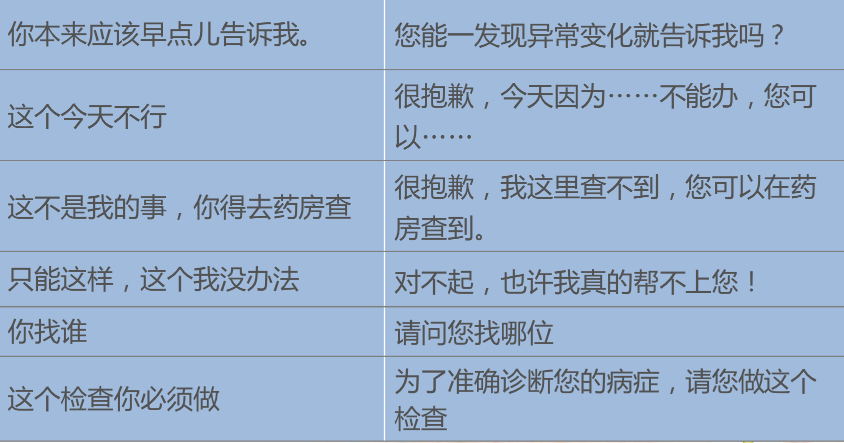 你本来应该早点儿告诉我。
您能一发现异常变化就告诉我吗？
这个今天不行
很抱歉，今天因为……不能办，您可
以……
这不是我的事，你得去药房查
很抱歉，我这里查不到，您可以在药
房查到。
只能这样，这个我没办法
对不起，也许我真的帮不上您！
你找谁
请问您找哪位
这个检查你必须做
为了准确诊断您的病症，请您做这个
检查